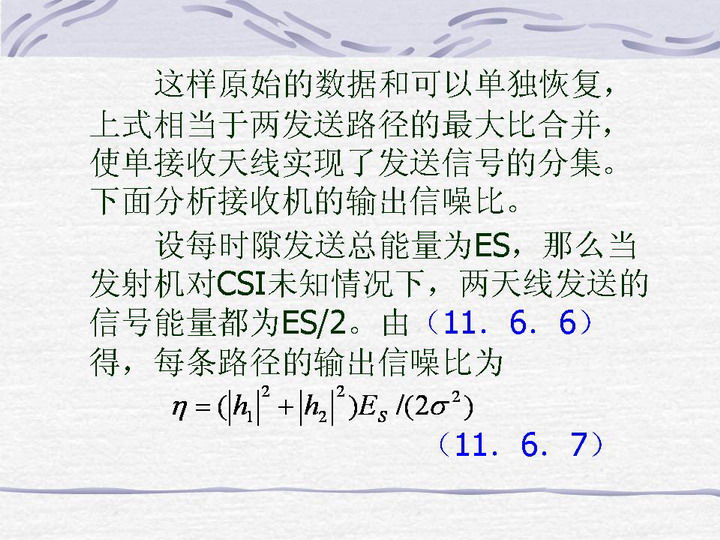 这样原始的数据和可以单独恢复，
上式相当于两发送路径的最大比合并，
使单接收天线实现了发送信号的分集。
下面分析接收机的输出信噪比。
设每时隙发送总能量为ES，那么当
发射机对CSI未知情况下，两天线发送的
信号能量都为ES/2。由（11．6．6）
得，每条路径的输出信噪比为
η = (|h₁|² + |h₂|²)E_S /(2σ²)
（11．6．7）